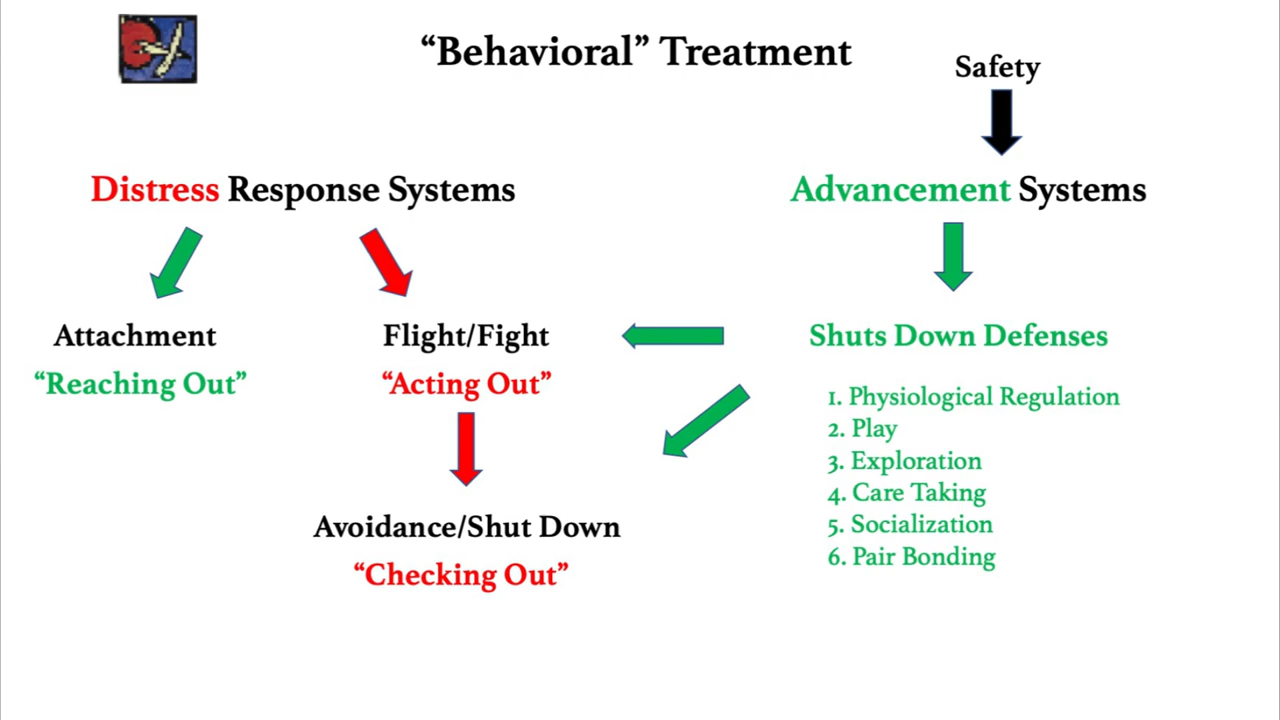 “Behavioral” Treatment
Safety
Distress Response Systems
Advancement Systems
Attachment
“Reaching Out”
Flight/Fight
“Acting Out”
Avoidance/Shut Down
“Checking Out”
Shuts Down Defenses
1. Physiological Regulation
2. Play
3. Exploration
4. Care Taking
5. Socialization
6. Pair Bonding